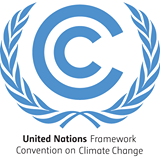 United Nations Framework
Convention on Climate Change